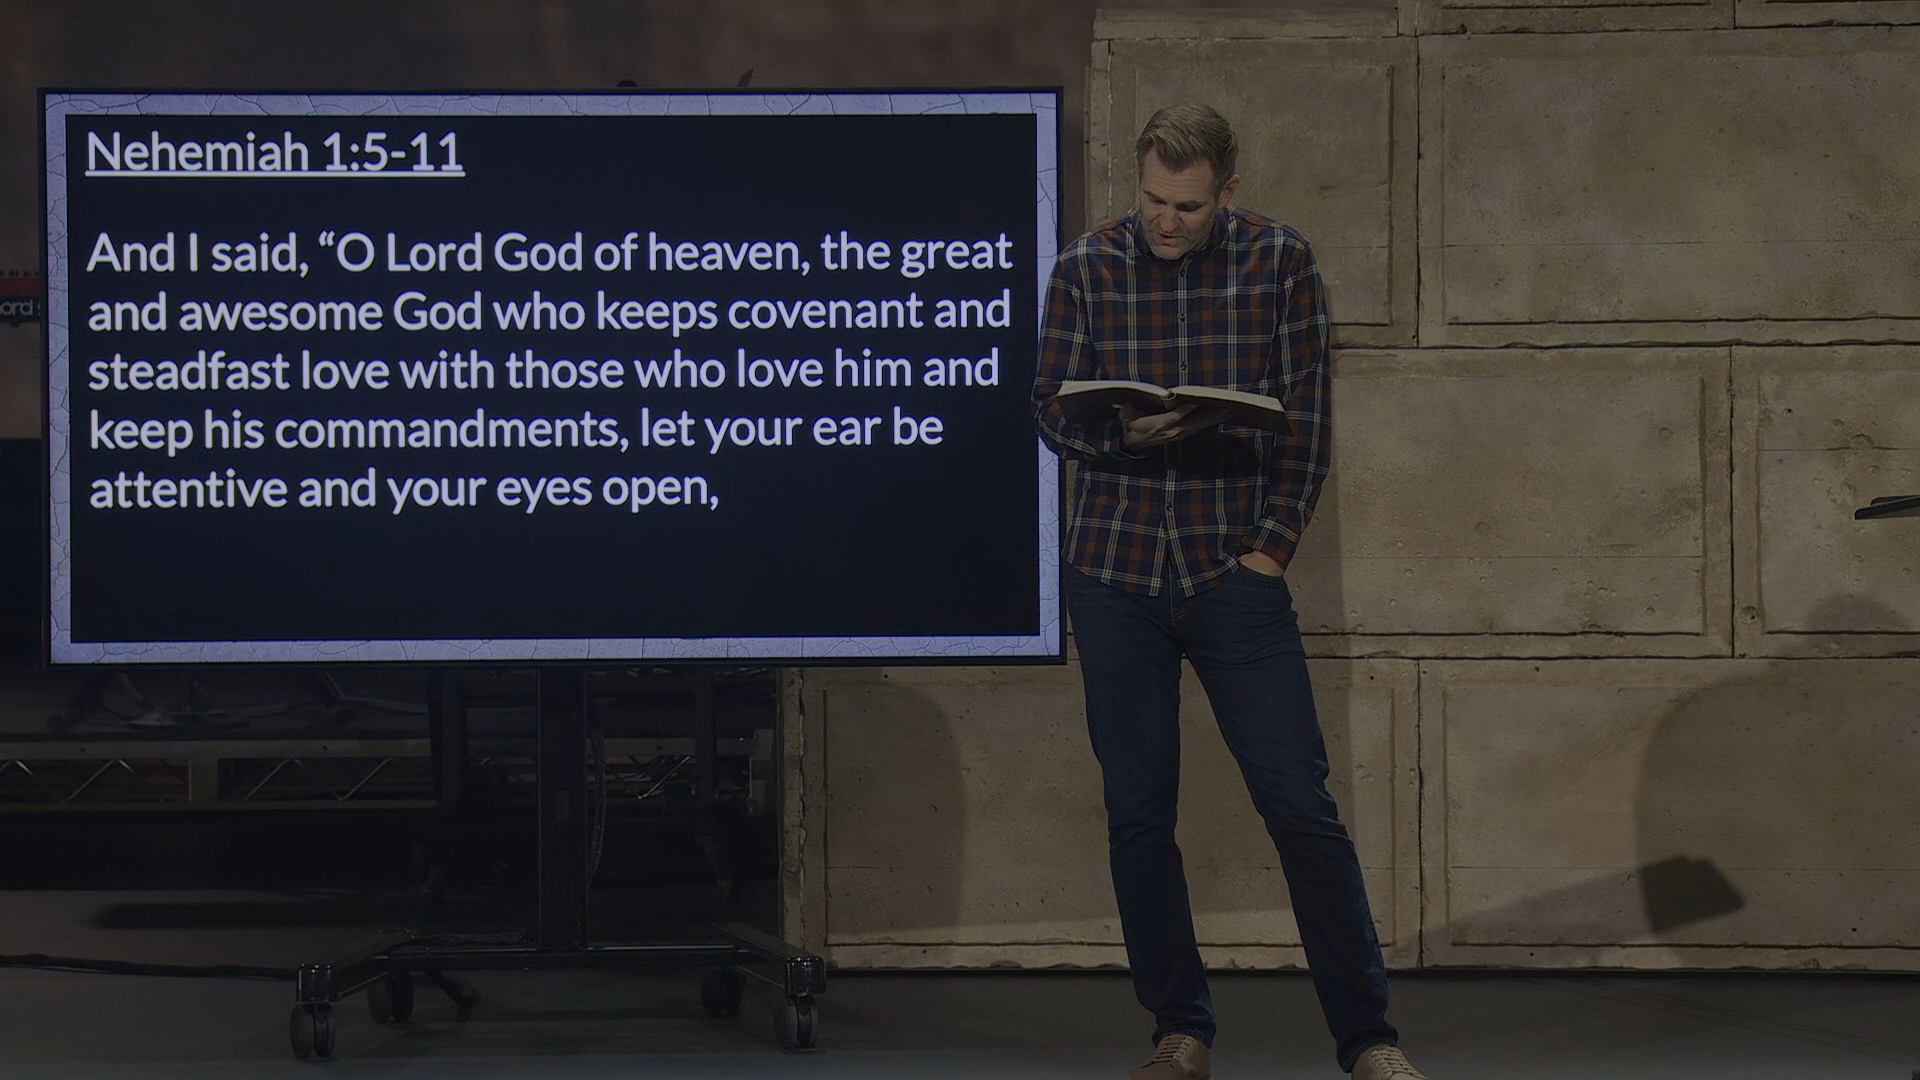 Nehemiah 1:5-11
And I said, “O Lord God of heaven, the great
and awesome God who keeps covenant and
steadfast love with those who love him and
keep his commandments, let your ear be
attentive and your eyes open,